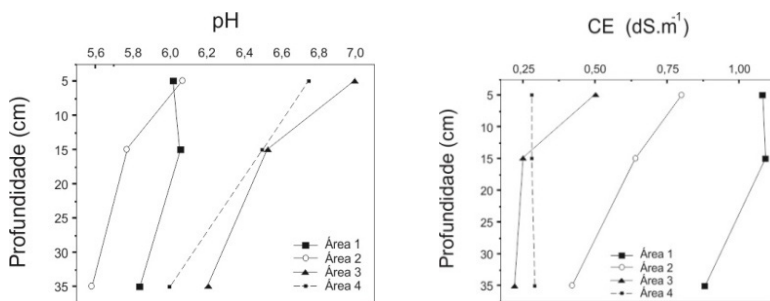 pH
5,6 5,8 6,0 6,2 6,4 6,6 6,8 7,0
Profundidade (cm)
5
10
15
20
25
30
35
Área 1
Área 2
Área 3
Área 4
CE (dS.m⁻¹)
0,25 0,50 0,75 1,00
Profundidade (cm)
5
10
15
20
25
30
35
Área 1
Área 2
Área 3
Área 4